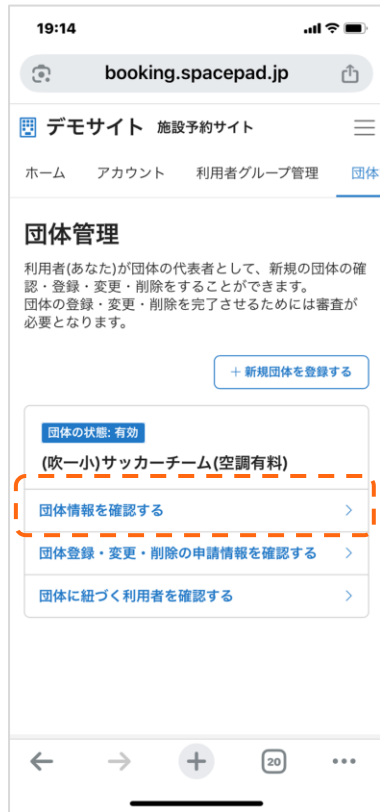 19:14
booking.spacepad.jp
デモサイト 施設予約サイト
ホーム アカウント 利用者グループ管理 団体
団体管理
利用者(あなた)が団体の代表者として、新規の団体の確
認・登録・変更・削除をすることができます。
団体の登録・変更・削除を完了させるためには審査が
必要となります。
+ 新規団体を登録する
団体の状態: 有効
(吹一小)サッカーチーム(空調有料)
団体情報を確認する
団体登録・変更・削除の申請情報を確認する
団体に紐づく利用者を確認する
20